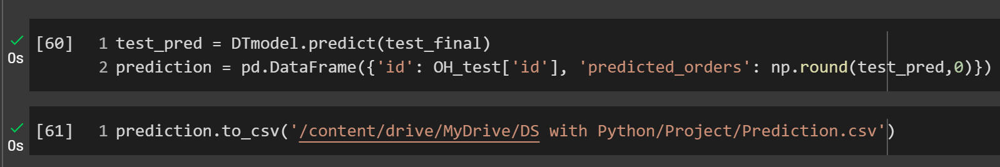 [60] 1 test_pred = DTmodel.predict(test_final)
0s 2 prediction = pd.DataFrame({'id': OH_test['id'], 'predicted_orders': np.round(test_pred,0)})
[61] 1 prediction.to_csv('/content/drive/MyDrive/DS with Python/Project/Prediction.csv')
0s